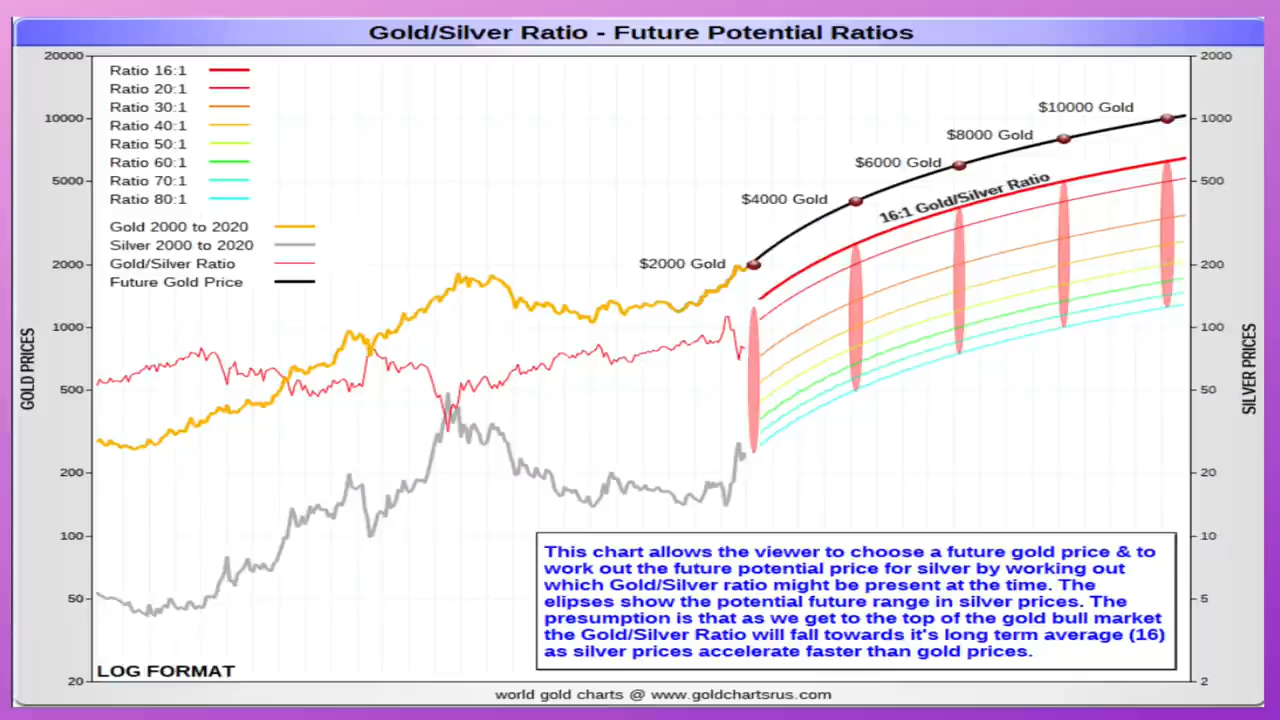 Gold/Silver Ratio - Future Potential Ratios
20000
10000
5000
2000
1000
500
200
100
50
20
GOLD PRICES
Ratio 16:1
Ratio 20:1
Ratio 30:1
Ratio 40:1
Ratio 50:1
Ratio 60:1
Ratio 70:1
Ratio 80:1
Gold 2000 to 2020
Silver 2000 to 2020
Gold/Silver Ratio
Future Gold Price
$2000 Gold
$4000 Gold
$6000 Gold
$8000 Gold
$10000 Gold
16:1 Gold/Silver Ratio
2000
1000
500
200
100
50
20
10
5
2
SILVER PRICES
This chart allows the viewer to choose a future gold price & to
work out the future potential price for silver by working out
which Gold/Silver ratio might be present at the time. The
elipses show the potential future range in silver prices. The
presumption is that as we get to the top of the gold bull market
the Gold/Silver Ratio will fall towards it's long term average (16)
as silver prices accelerate faster than gold prices.
LOG FORMAT
world gold charts @ www.goldchartsrus.com